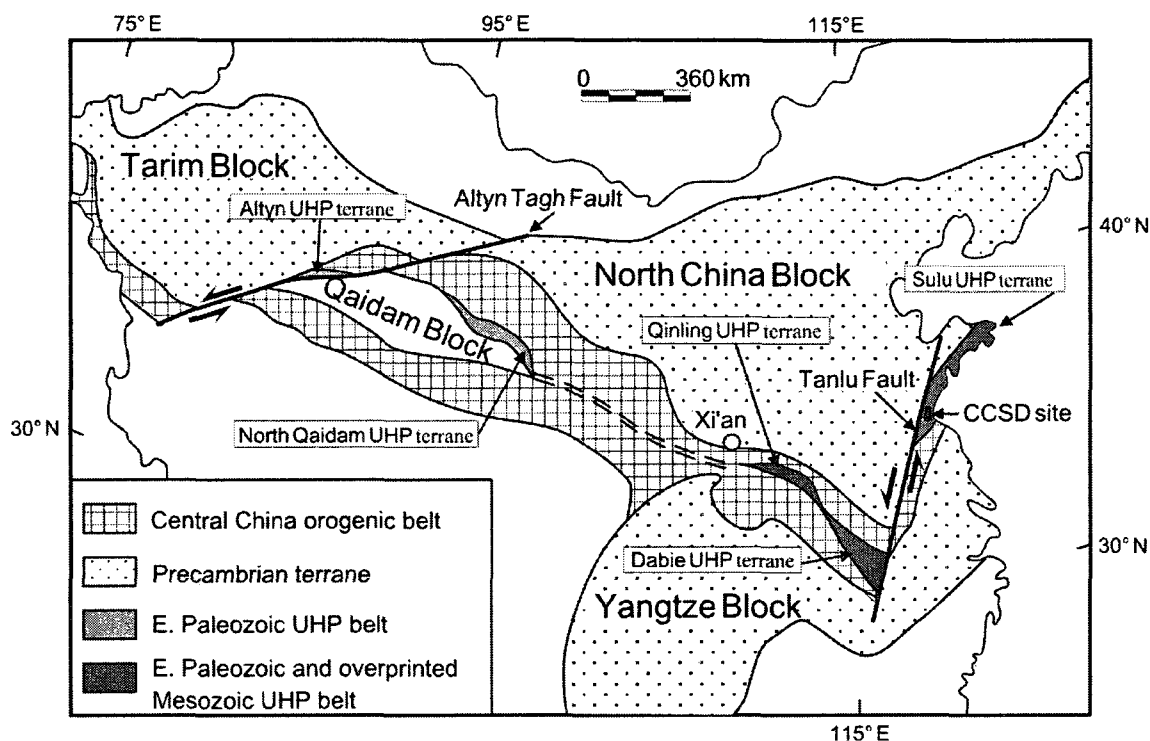 75°E
95°E
115°E
0 360 km
Tarim Block
Altyn UHP terrane
Altyn Tagh Fault
40°N
North China Block
Sulu UHP terrane
Qaidam Block
Qinling UHP terrane
Tanlu Fault
CCSD site
30°N
North Qaidam UHP terrane
Xi'an
Central China orogenic belt
Dabie UHP terrane
30°N
Precambrian terrane
Yangtze Block
E. Paleozoic UHP belt
E. Paleozoic and overprinted
Mesozoic UHP belt
115°E